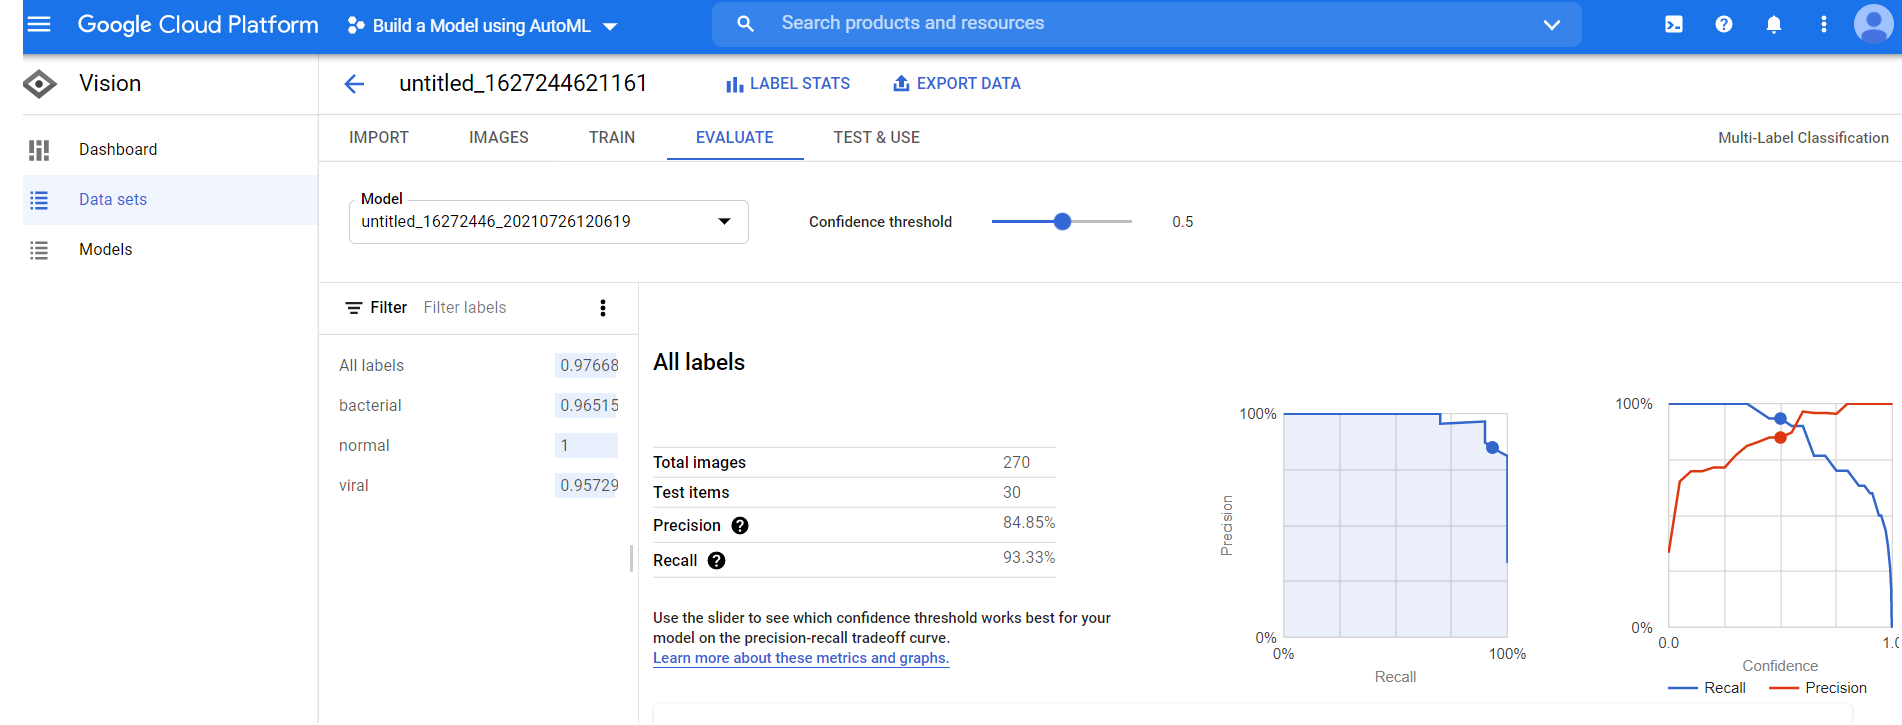 Google Cloud Platform
Build a Model using AutoML
Search products and resources
Vision
untitled_1627244621161
LABEL STATS
EXPORT DATA
Dashboard
Data sets
Models
IMPORT
IMAGES
TRAIN
EVALUATE
TEST & USE
Multi-Label Classification
Model
untitled_16272446_20210726120619
Confidence threshold
0.5
Filter
Filter labels
All labels
0.97668
bacterial
0.96515
normal
1
viral
0.95729
All labels
Total images
270
Test items
30
Precision
84.85%
Recall
93.33%
Use the slider to see which confidence threshold works best for your
model on the precision-recall tradeoff curve.
Learn more about these metrics and graphs.
100%
Precision
0%
0%
100%
Recall
100%
0%
0.0
1.0
Confidence
Recall
Precision